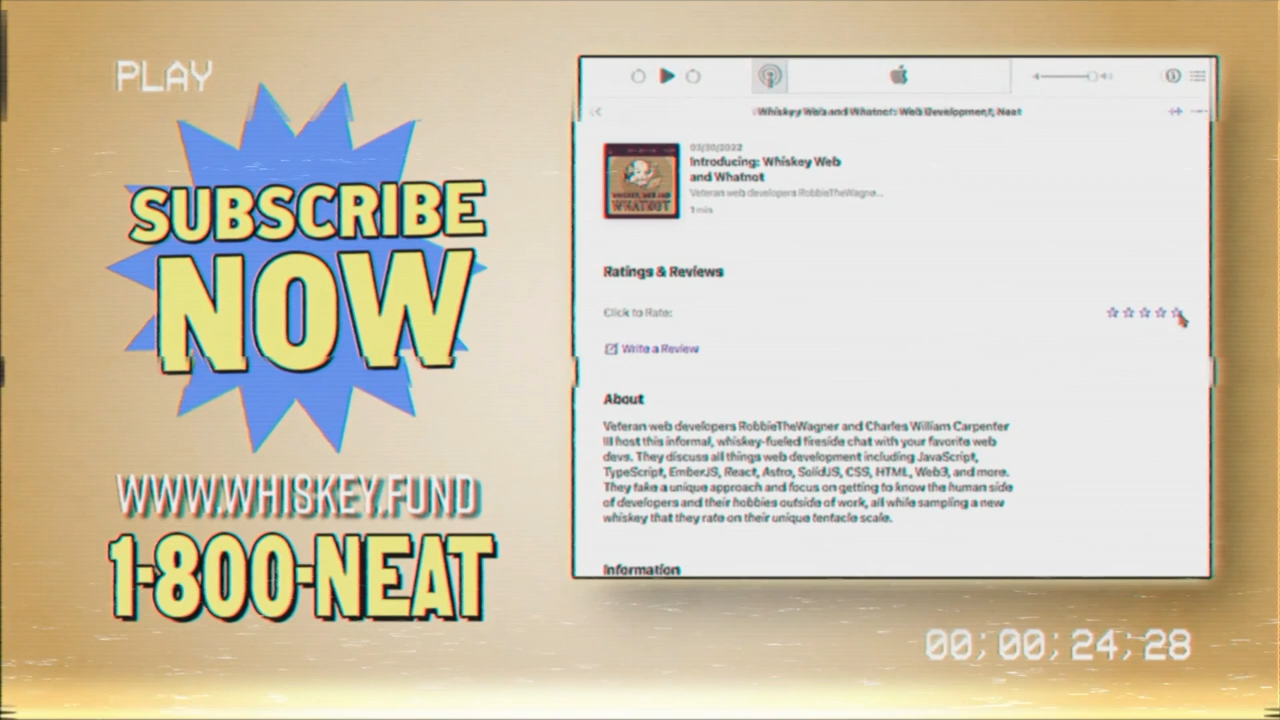 PLAY
SUBSCRIBE
NOW
WWW.WHISKEY.FUND
1-800-NEAT
Whiskey Web and Whatnot: Web Development, Neat
03/30/2022
Introducing: Whiskey Web
and Whatnot
Veteran web developers RobbieTheWagne...
1 min
WHISKEY, WEB AND
WHATNOT
Ratings & Reviews
Click to Rate:
Write a Review
About
Veteran web developers RobbieTheWagner and Charles William Carpenter
III host this informal, whiskey-fueled fireside chat with your favorite web
devs. They discuss all things web development including JavaScript,
TypeScript, EmberJS, React, Astro, SolidJS, CSS, HTML, Web3, and more.
They take a unique approach and focus on getting to know the human side
of developers and their hobbies outside of work, all while sampling a new
whiskey that they rate on their unique tentacle scale.
Information
00;00;24;28